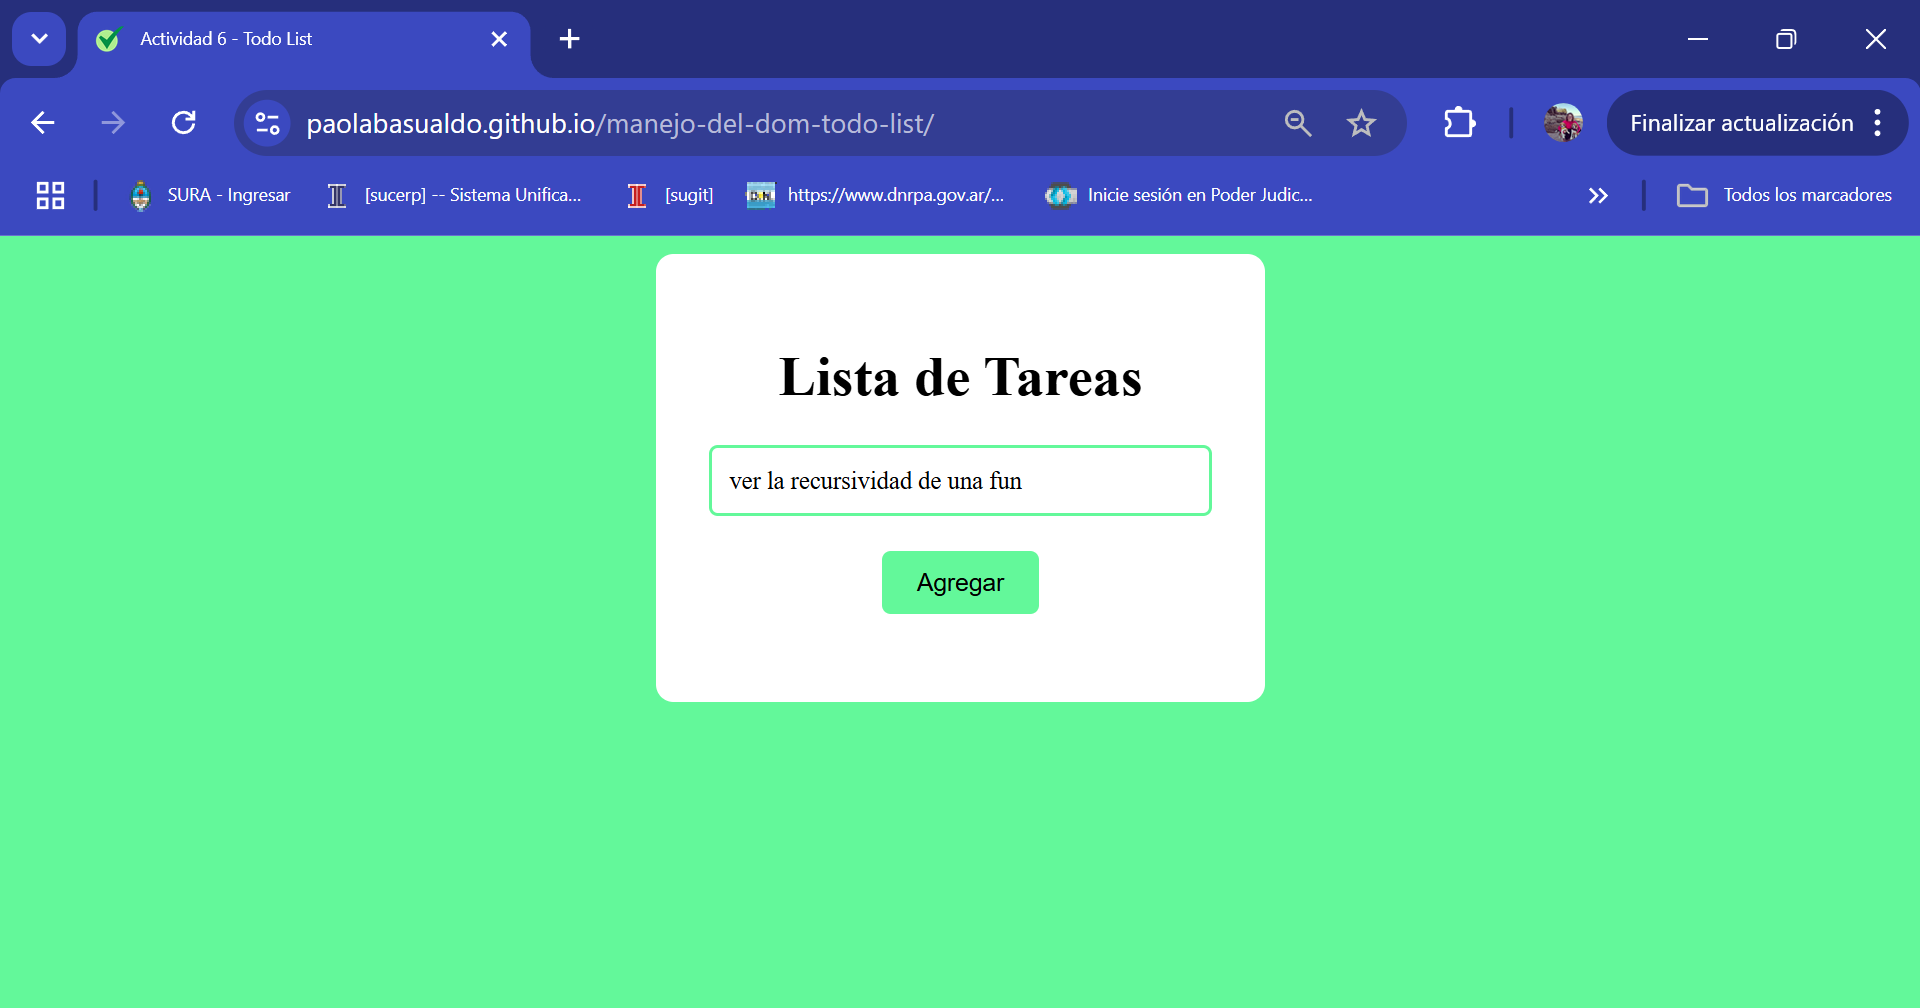 Actividad 6 - Todo List
paolabasualdo.github.io/manejo-del-dom-todo-list/
Finalizar actualización
SURA - Ingresar
[sucerp] -- Sistema Unifica...
[sugit]
https://www.dnrpa.gov.ar/...
Inicie sesión en Poder Judic...
Todos los marcadores
Lista de Tareas
ver la recursividad de una fun
Agregar